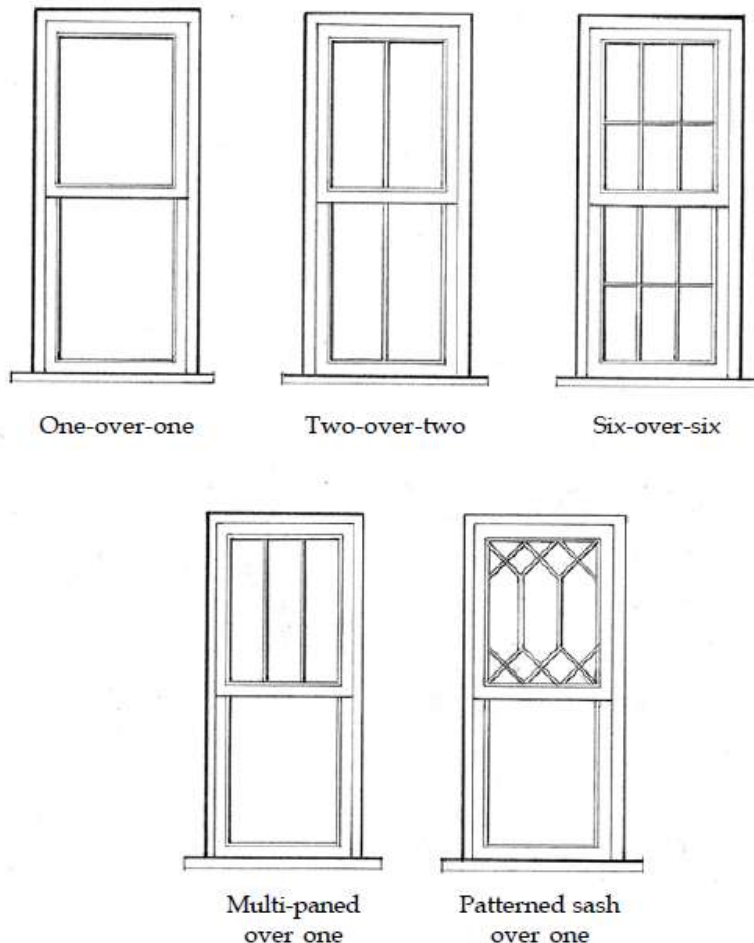 One-over-one
Two-over-two
Six-over-six
Multi-paned
over one
Patterned sash
over one